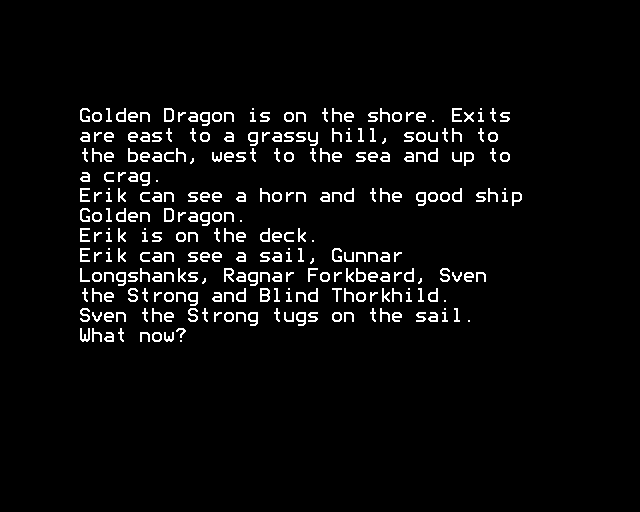 Golden Dragon is on the shore. Exits
are east to a grassy hill, south to
the beach, west to the sea and up to
a crag.
Erik can see a horn and the good ship
Golden Dragon.
Erik is on the deck.
Erik can see a sail, Gunnar
Longshanks, Ragnar Forkbeard, Sven
the Strong and Blind Thorkhild.
Sven the Strong tugs on the sail.
What now?